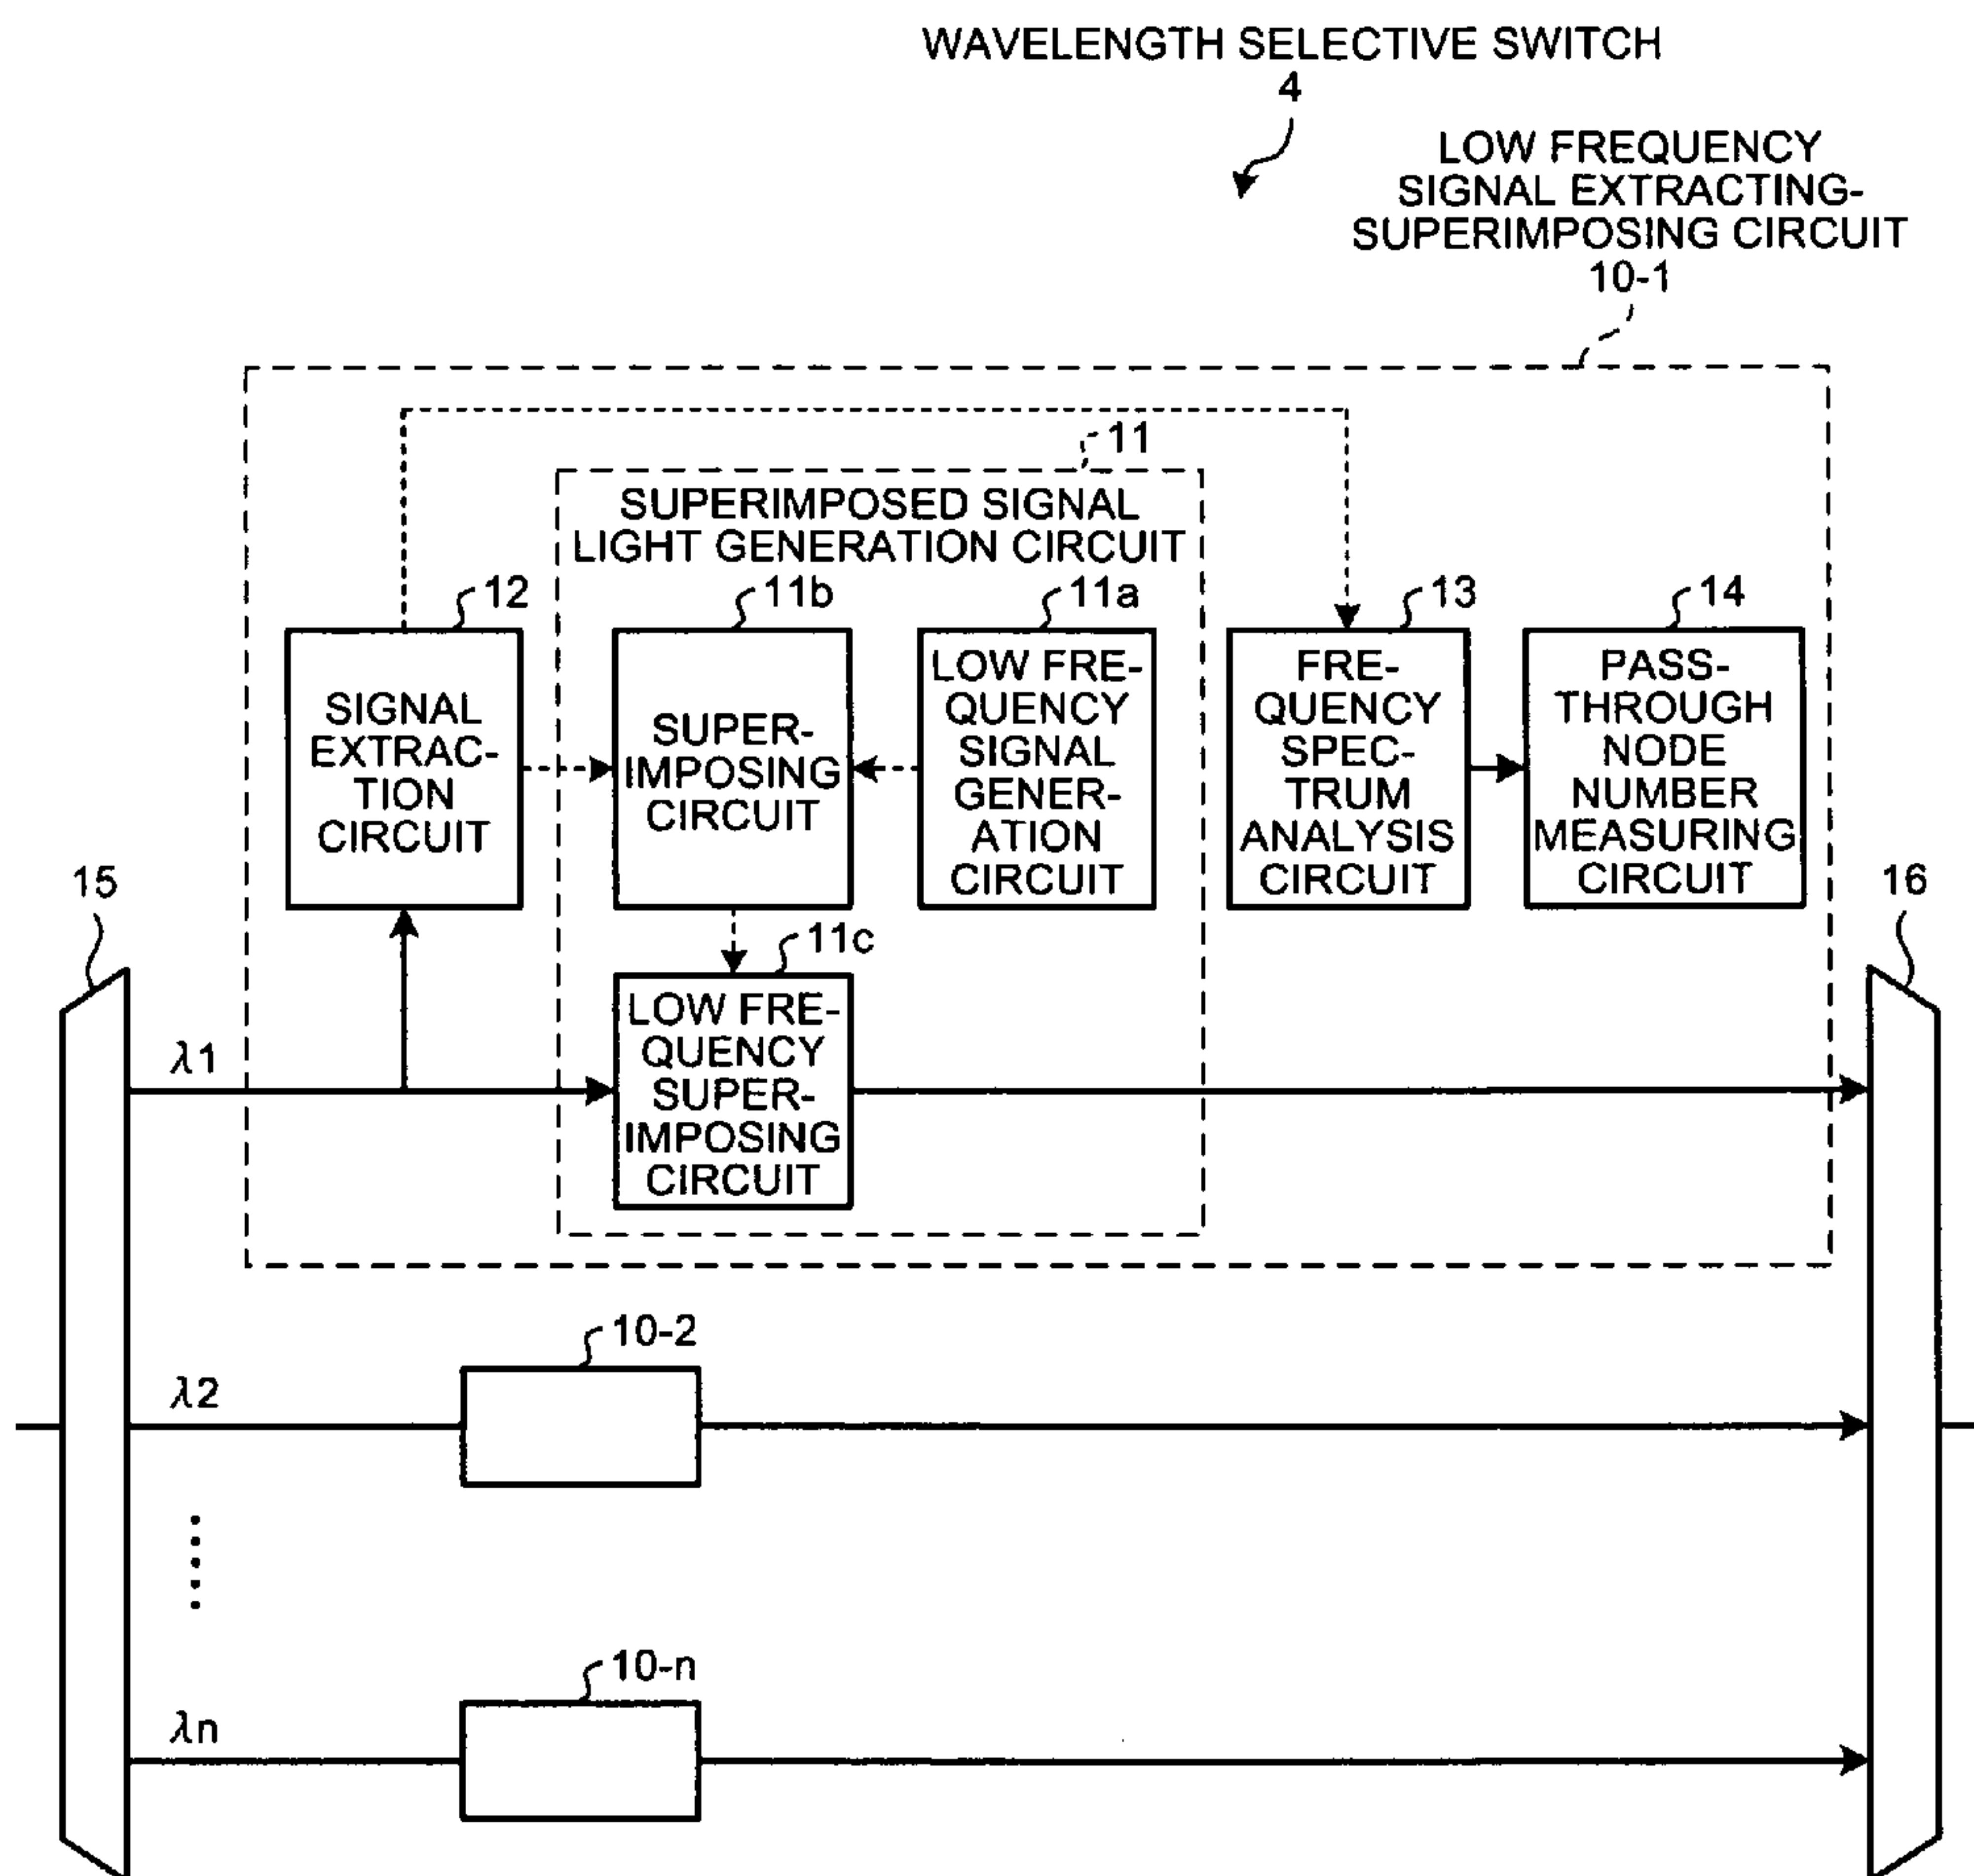 WAVELENGTH SELECTIVE SWITCH
4
LOW FREQUENCY
SIGNAL EXTRACTING-
SUPERIMPOSING CIRCUIT
10-1
11
SUPERIMPOSED SIGNAL
LIGHT GENERATION CIRCUIT
12
SIGNAL
EXTRAC-
TION
CIRCUIT
11b
SUPER-
IMPOSING
CIRCUIT
11a
LOW FRE-
QUENCY
SIGNAL
GENER-
ATION
CIRCUIT
13
FRE-
QUENCY
SPEC-
TRUM
ANALYSIS
CIRCUIT
14
PASS-
THROUGH
NODE
NUMBER
MEASURING
CIRCUIT
15
16
11c
LOW FRE-
QUENCY
SUPER-
IMPOSING
CIRCUIT
λ1
10-2
λ2
10-n
λn